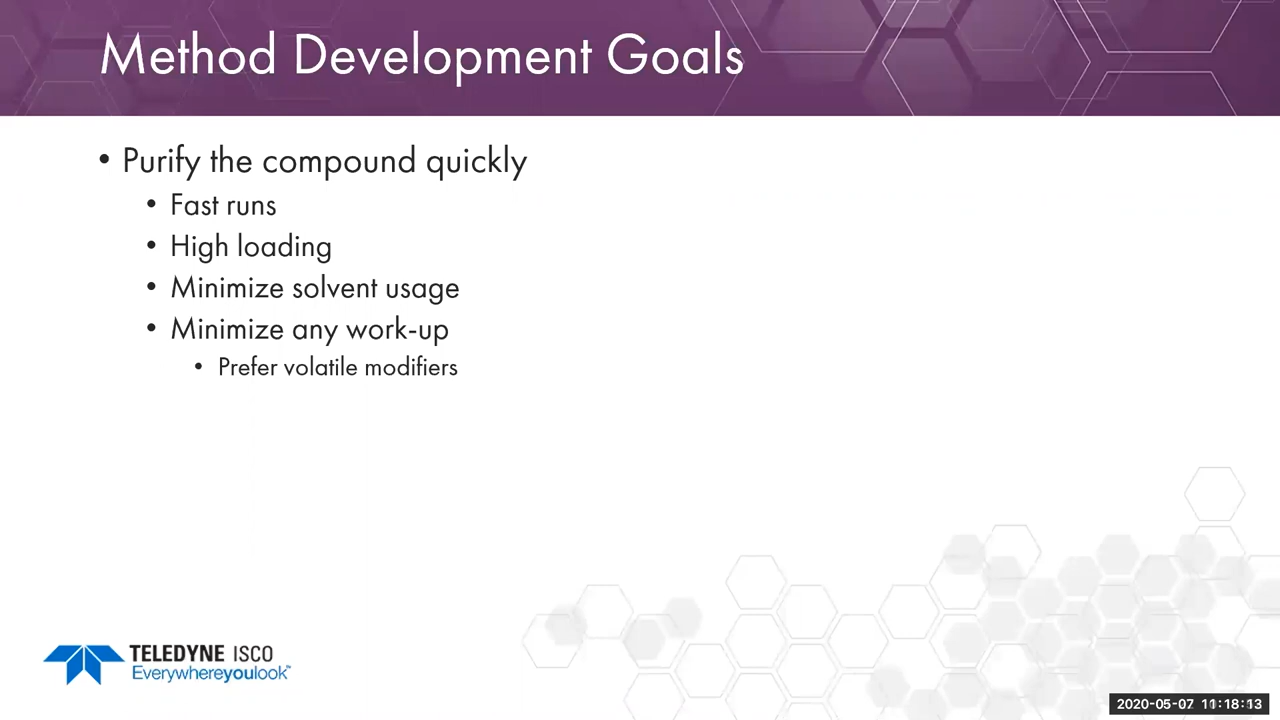 Method Development Goals
• Purify the compound quickly
• Fast runs
• High loading
• Minimize solvent usage
• Minimize any work-up
• Prefer volatile modifiers
TELEDYNE ISCO
Everywhereyoulook™
2020-05-07 11:18:13